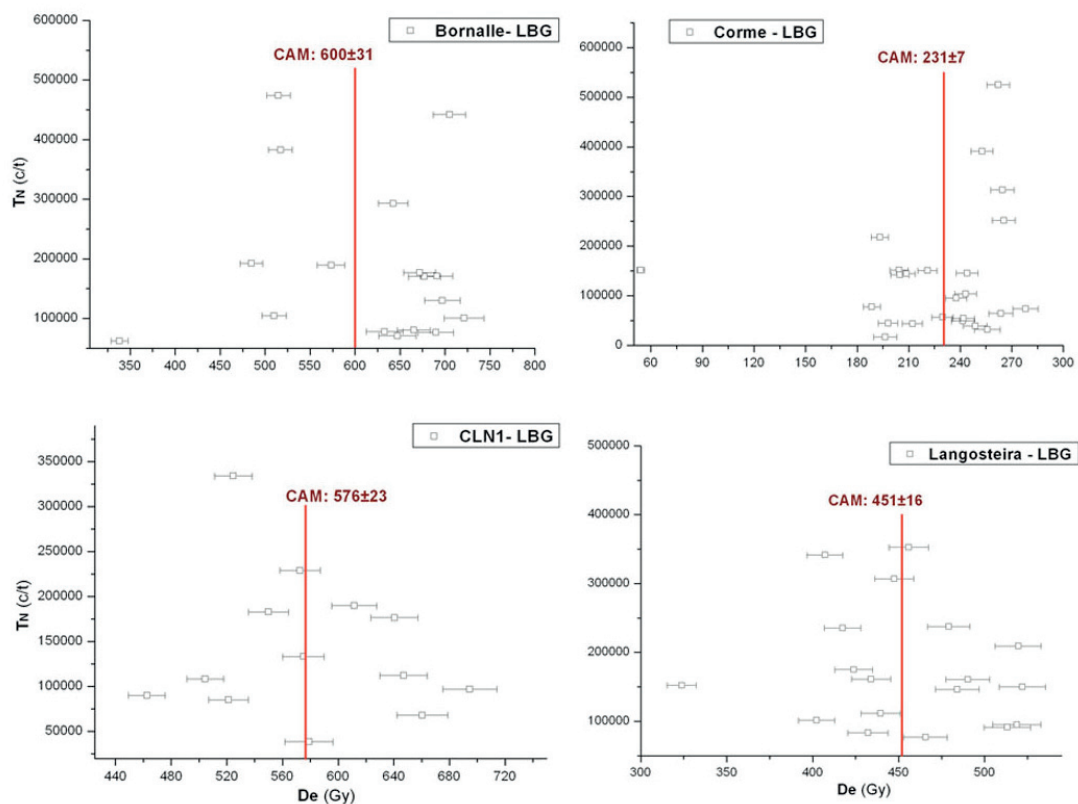 Bornalle- LBG
CAM: 600±31
600000
500000
400000
300000
200000
100000
TN (c/t)
350 400 450 500 550 600 650 700 750 800
Corme - LBG
CAM: 231±7
600000
500000
400000
300000
200000
100000
0
60 90 120 150 180 210 240 270 300
CLN1- LBG
CAM: 576±23
350000
300000
250000
200000
150000
100000
50000
TN (c/t)
440 480 520 560 600 640 680 720
De (Gy)
Langosteira - LBG
CAM: 451±16
500000
400000
300000
200000
100000
300 350 400 450 500
De (Gy)